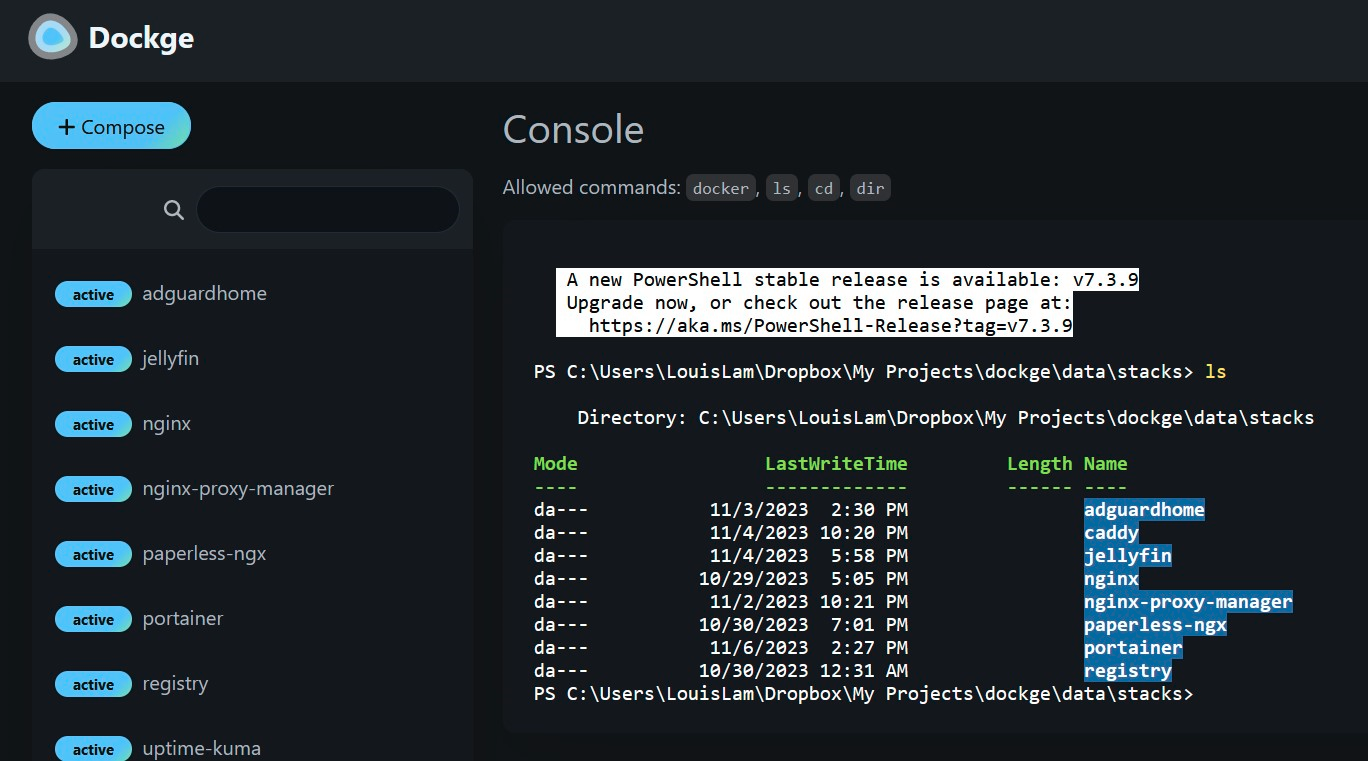 Dockge
+ Compose
active adguardhome
active jellyfin
active nginx
active nginx-proxy-manager
active paperless-ngx
active portainer
active registry
active uptime-kuma
Console
Allowed commands: docker, ls, cd, dir
A new PowerShell stable release is available: v7.3.9
Upgrade now, or check out the release page at:
https://aka.ms/PowerShell-Release?tag=v7.3.9
PS C:\Users\LouisLam\Dropbox\My Projects\dockge\data\stacks> ls
Directory: C:\Users\LouisLam\Dropbox\My Projects\dockge\data\stacks
Mode                 LastWriteTime         Length Name
----                 -------------         ------ ----
da---           11/3/2023  2:30 PM                adguardhome
da---           11/4/2023 10:20 PM                caddy
da---           11/4/2023  5:58 PM                jellyfin
da---          10/29/2023  5:05 PM                nginx
da---           11/2/2023 10:21 PM                nginx-proxy-manager
da---          10/30/2023  7:01 PM                paperless-ngx
da---           11/6/2023  2:27 PM                portainer
da---          10/30/2023 12:31 AM                registry
PS C:\Users\LouisLam\Dropbox\My Projects\dockge\data\stacks>